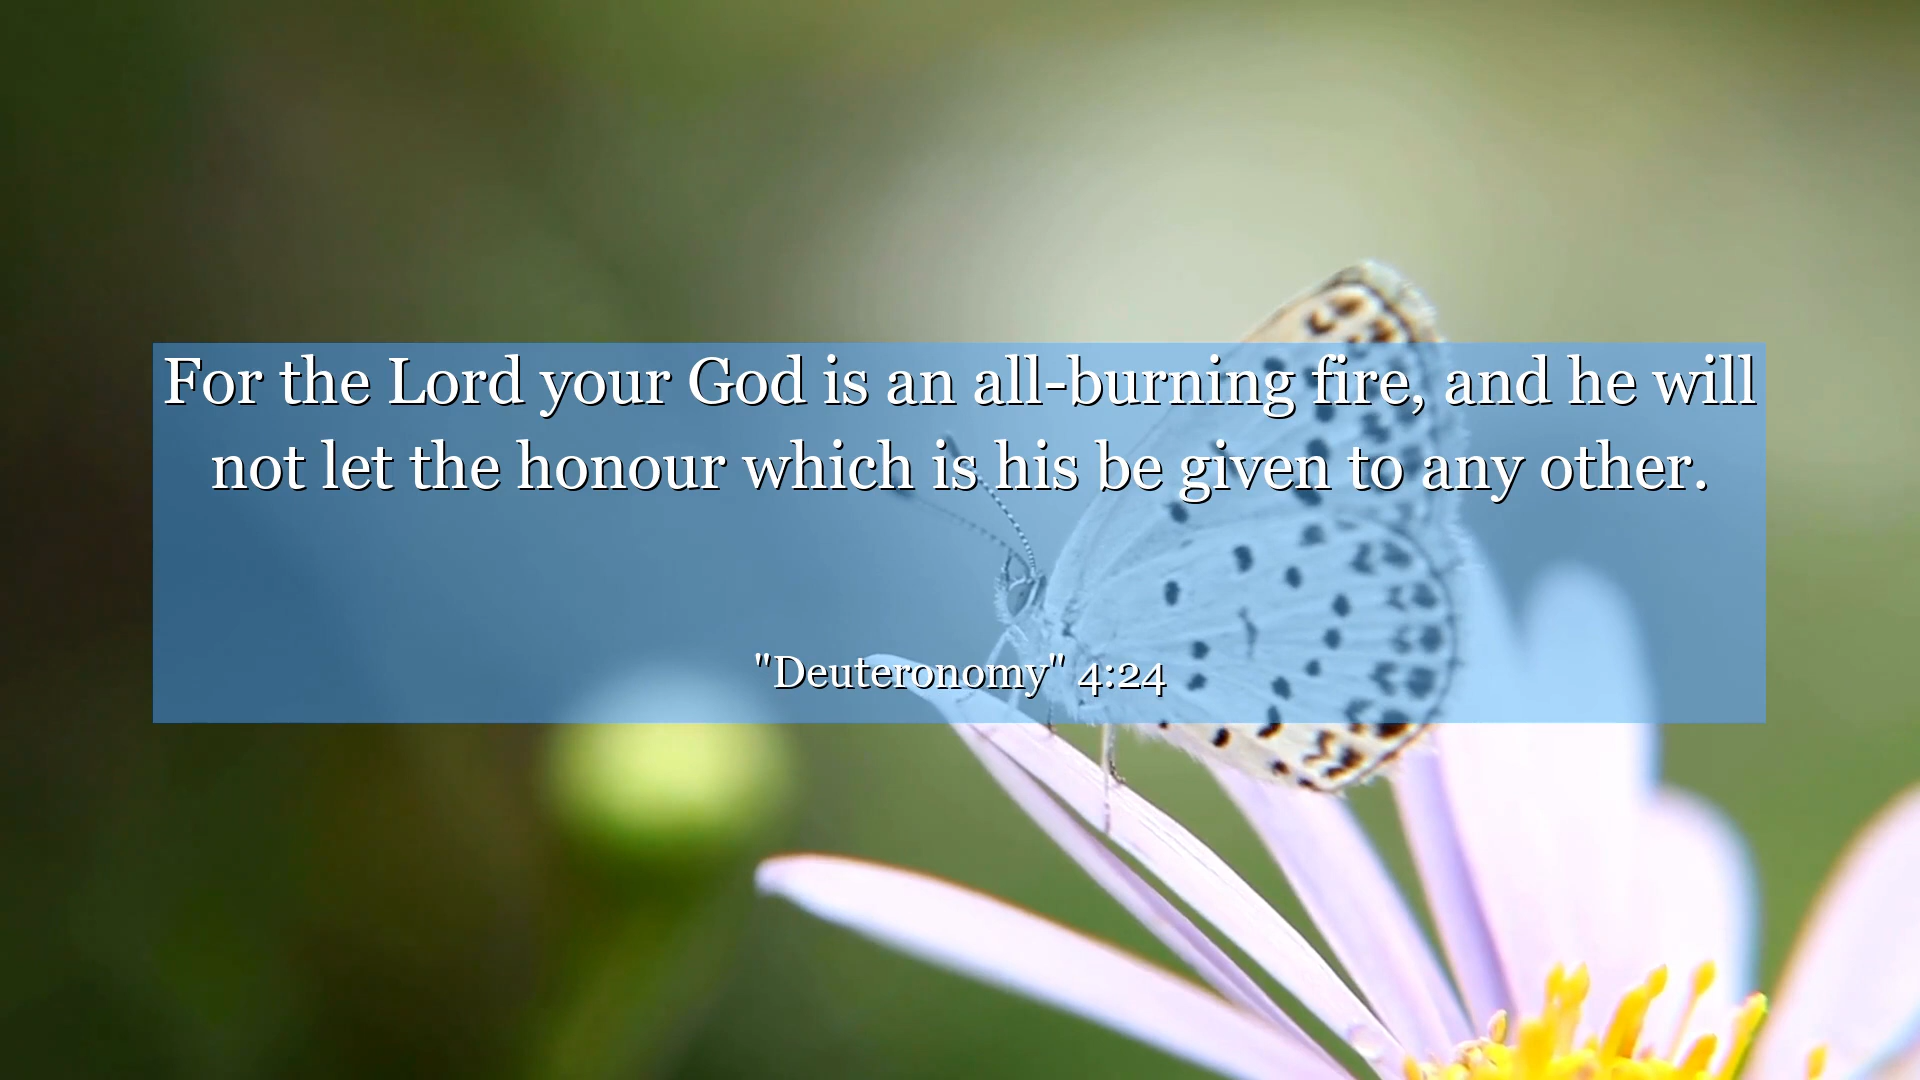 For the Lord your God is an all-burning fire, and he will
not let the honour which is his be given to any other.
"Deuteronomy" 4:24